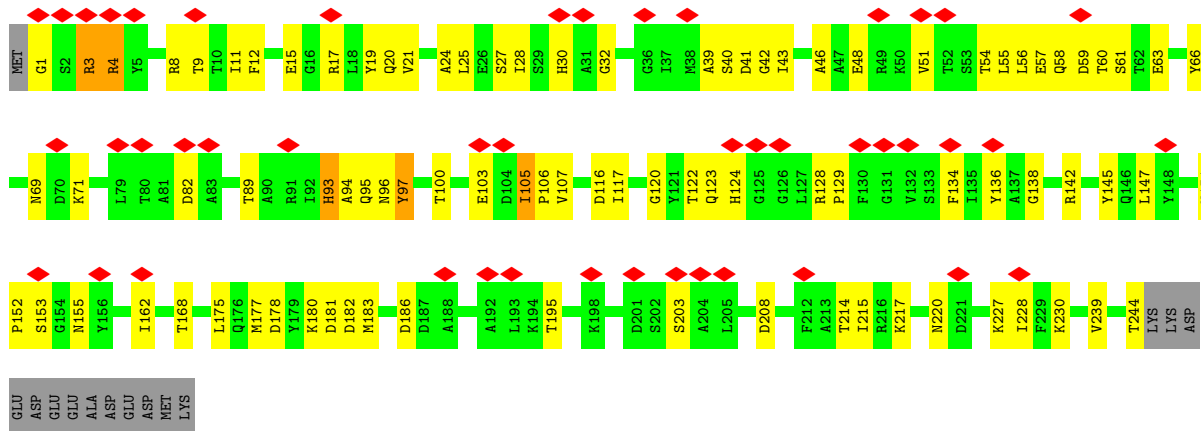 MET G1 S2 R3 R4 Y5 R8 T9 T10 I11 F12 E15 G16 R17 L18 Y19 Q20 V21 A24 L25 E26 S27 I28 S29 H30 A31 G32 G36 I37 M38 A39 S40 D41 G42 I43 A46 A47 E48 R49 K50 V51 T52 S53 T54 L55 L56 E57 Q58 D59 T60 S61 T62 E63 Y66
N69 D70 K71 L79 T80 A81 D82 A83 T89 A90 R91 I92 H93 A94 Q95 N96 Y97 T100 E103 D104 I105 P106 V107 D116 I117 G120 Y121 T122 Q123 H124 G125 G126 L127 R128 P129 F130 G131 V132 S133 F134 I135 Y136 A137 G138 R142 Y145 Q146 L147 Y148
P152 S153 G154 N155 Y156 I162 T168 L175 Q176 M177 D178 Y179 K180 D181 D182 M183 D186 D187 A188 A192 L193 K194 T195 K198 D201 S202 S203 A204 L205 D208 F212 A213 T214 I215 R216 K217 N220 D221 K227 I228 F229 K230 V239 T244 LYS LYS ASP
GLU ASP GLU GLU ALA ASP GLU ASP MET LYS